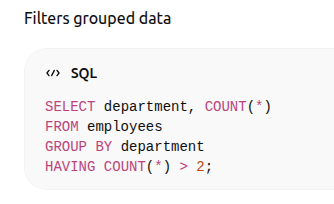 Filters grouped data
</> SQL
SELECT department, COUNT(*)
FROM employees
GROUP BY department
HAVING COUNT(*) > 2;